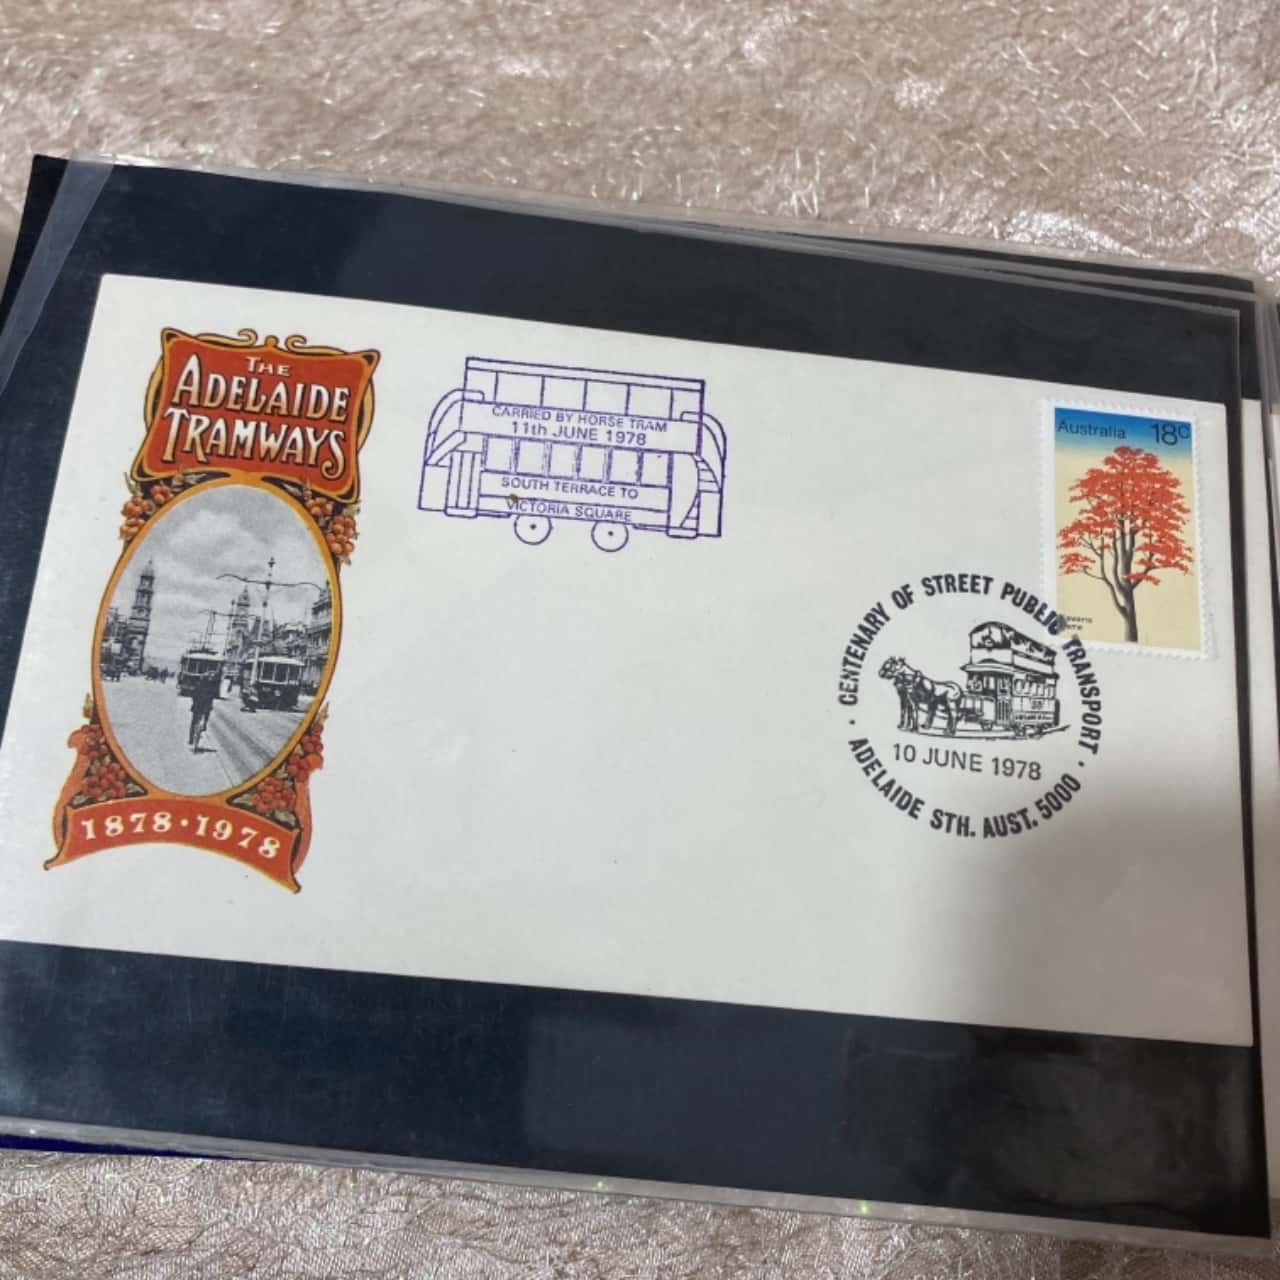 THE
ADELAIDE
TRAMWAYS
1878·1978
CARRIED BY HORSE TRAM
11th JUNE 1978
SOUTH TERRACE TO
VICTORIA SQUARE
Australia 18c
· CENTENARY OF STREET PUBLIC TRANSPORT ·
10 JUNE 1978
ADELAIDE STH. AUST. 5000